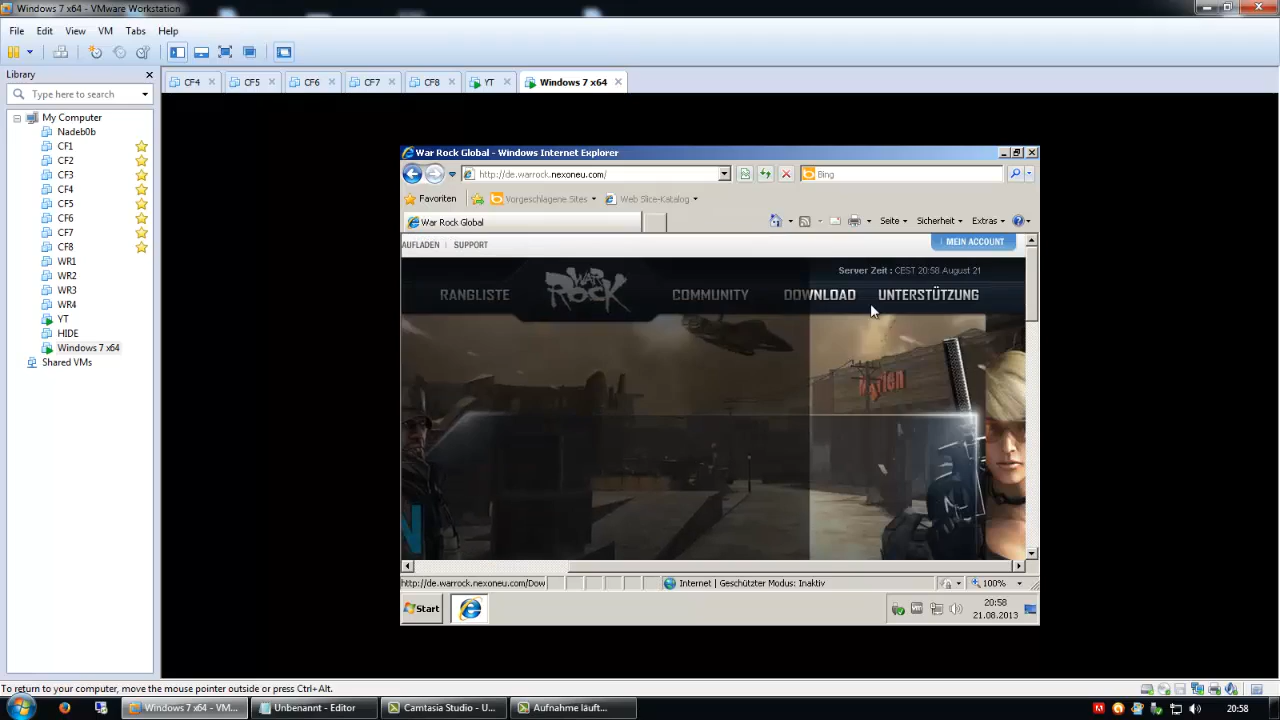 Windows 7 x64 - VMware Workstation
File Edit View VM Tabs Help
Library
Type here to search
My Computer
Nadeb0b
CF1
CF2
CF3
CF4
CF5
CF6
CF7
CF8
WR1
WR2
WR3
WR4
YT
HIDE
Windows 7 x64
Shared VMs
CF4 CF5 CF6 CF7 CF8 YT Windows 7 x64
War Rock Global - Windows Internet Explorer
http://de.warrock.nexoneu.com/
Bing
Favoriten Vorgeschlagene Sites Web Slice-Katalog
War Rock Global
Seite Sicherheit Extras
AUFLADEN SUPPORT
MEIN ACCOUNT
Server Zeit : CEST 20:58 August 21
RANGLISTE WAR ROCK COMMUNITY DOWNLOAD UNTERSTÜTZUNG
N
http://de.warrock.nexoneu.com/Dow
Internet | Geschützter Modus: Inaktiv
100%
Start
20:58
21.08.2013
To return to your computer, move the mouse pointer outside or press Ctrl+Alt.
Windows 7 x64 - VM... Unbenannt - Editor Camtasia Studio - U... Aufnahme läuft...
20:58